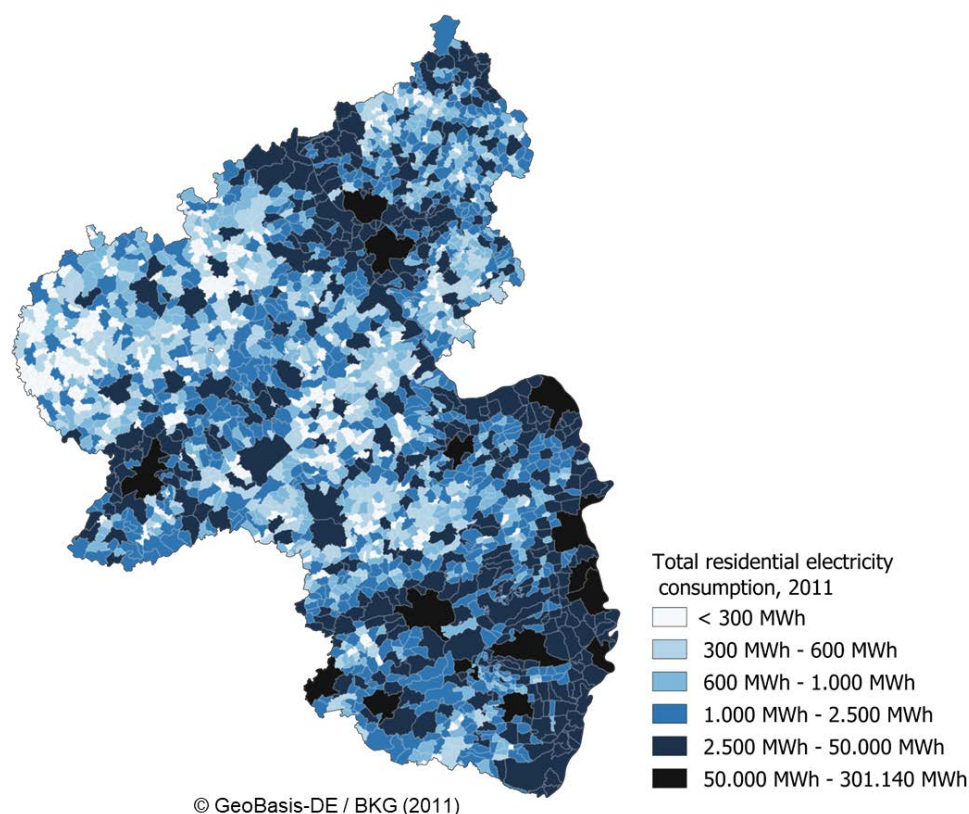 Total residential electricity
consumption, 2011
< 300 MWh
300 MWh - 600 MWh
600 MWh - 1.000 MWh
1.000 MWh - 2.500 MWh
2.500 MWh - 50.000 MWh
50.000 MWh - 301.140 MWh
© GeoBasis-DE / BKG (2011)